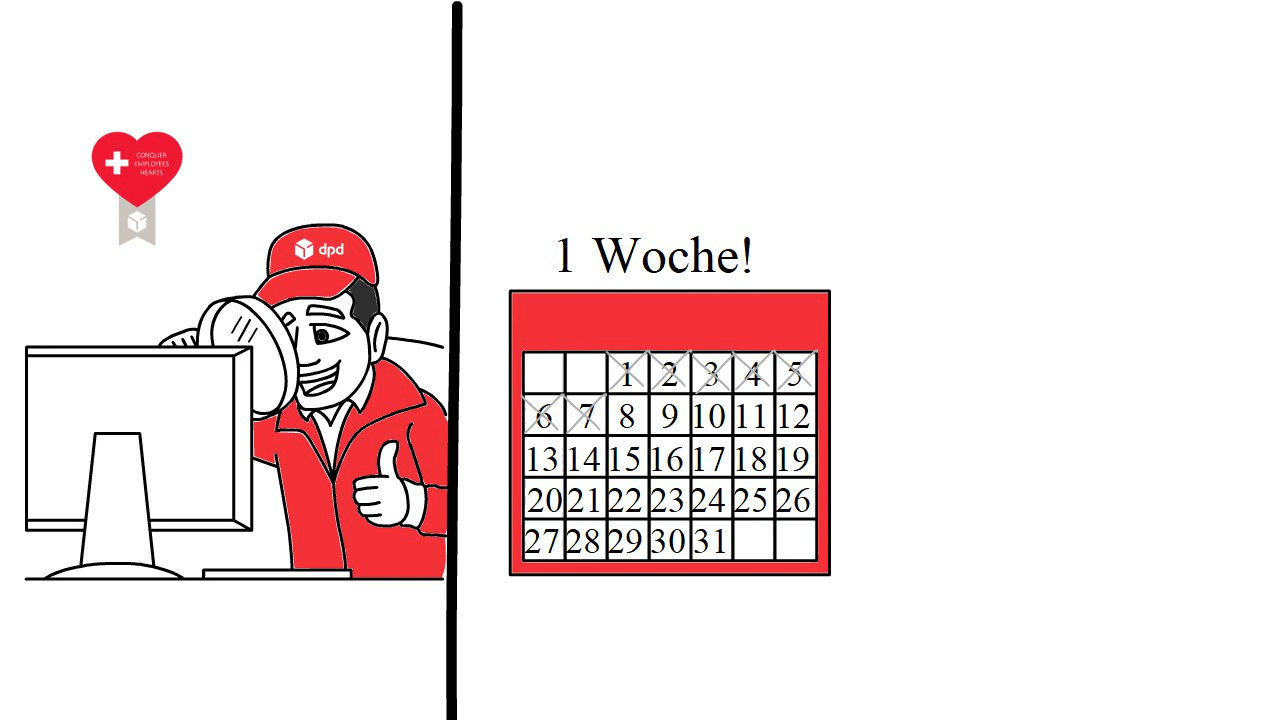 CONQUER
EMPLOYEES
HEARTS
dpd
1 Woche!
1 2 3 4 5
6 7 8 9 10 11 12
13 14 15 16 17 18 19
20 21 22 23 24 25 26
27 28 29 30 31